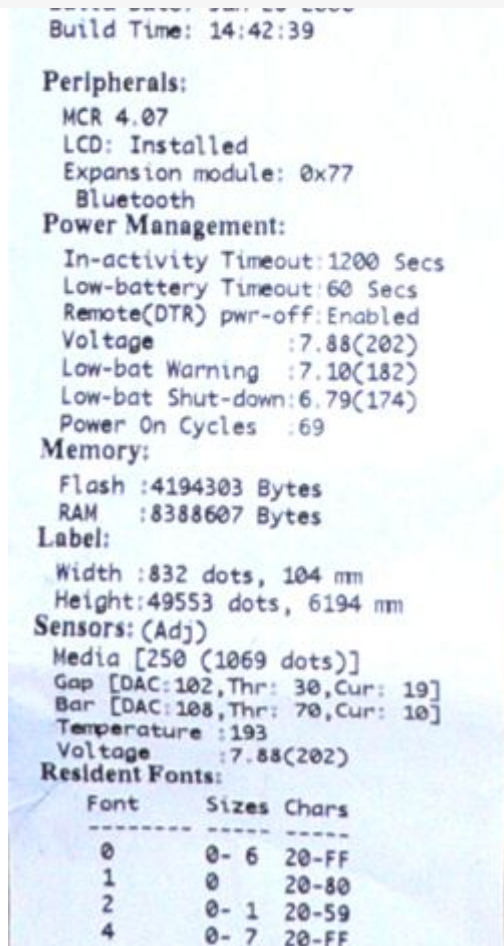 Build Time: 14:42:39
Peripherals:
MCR 4.07
LCD: Installed
Expansion module: 0x77
Bluetooth
Power Management:
In-activity Timeout:1200 Secs
Low-battery Timeout:60 Secs
Remote(DTR) pwr-off:Enabled
Voltage :7.88(202)
Low-bat Warning :7.10(182)
Low-bat Shut-down:6.79(174)
Power On Cycles :69
Memory:
Flash :4194303 Bytes
RAM :8388607 Bytes
Label:
Width :832 dots, 104 mm
Height:49553 dots, 6194 mm
Sensors: (Adj)
Media [250 (1069 dots)]
Gap [DAC:102,Thr: 30,Cur: 19]
Bar [DAC:108,Thr: 70,Cur: 10]
Temperature :193
Voltage :7.88(202)
Resident Fonts:
Font Sizes Chars
-------- ----- -----
0 0- 6 20-FF
1 0 20-80
2 0- 1 20-59
4 0- 7 20-FF